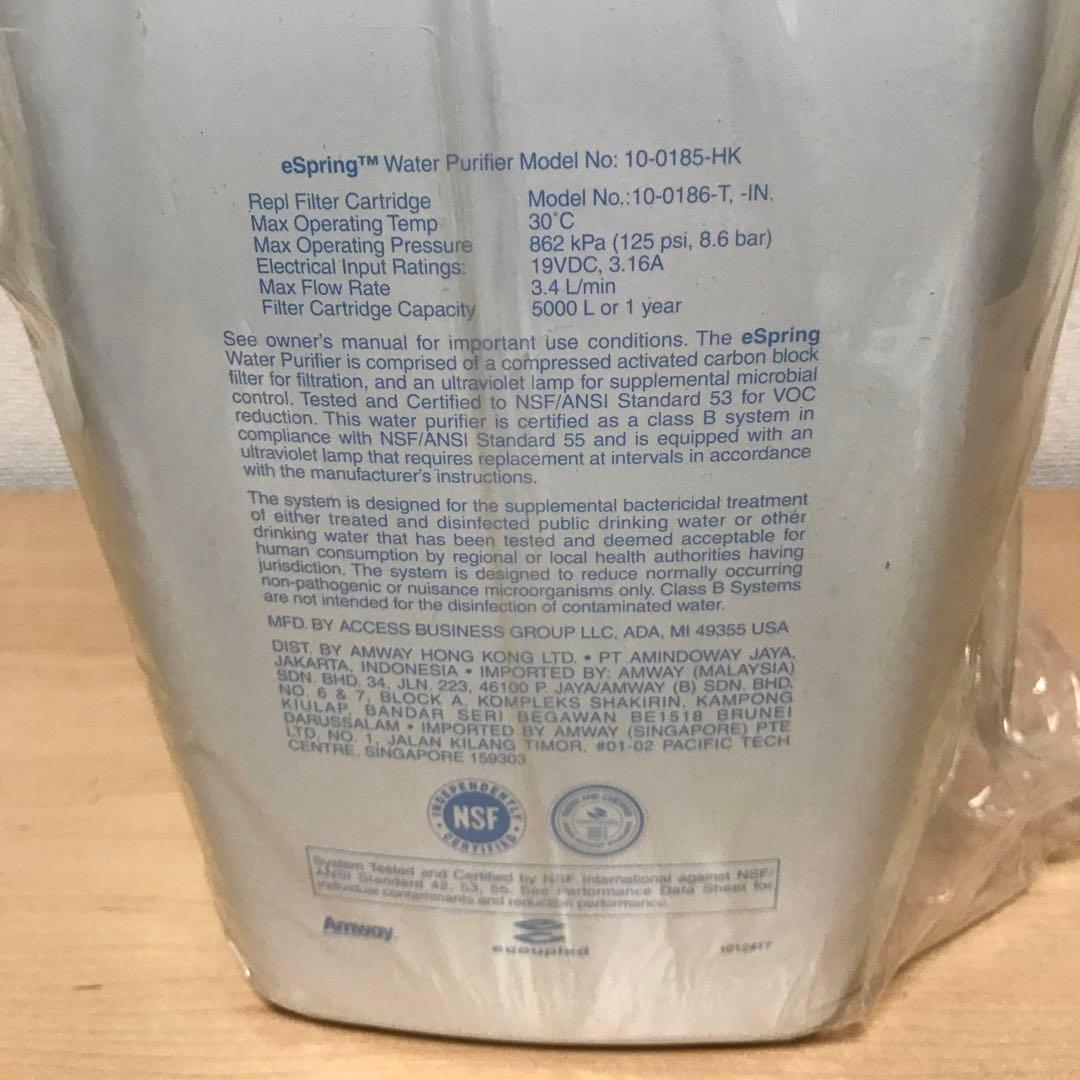 eSpring™ Water Purifier Model No: 10-0185-HK
Repl Filter Cartridge Model No.:10-0186-T, -IN,
Max Operating Temp 30°C
Max Operating Pressure 862 kPa (125 psi, 8.6 bar)
Electrical Input Ratings: 19VDC, 3.16A
Max Flow Rate 3.4 L/min
Filter Cartridge Capacity 5000 L or 1 year
See owner's manual for important use conditions. The eSpring
Water Purifier is comprised of a compressed activated carbon block
filter for filtration, and an ultraviolet lamp for supplemental microbial
control. Tested and Certified to NSF/ANSI Standard 53 for VOC
reduction. This water purifier is certified as a class B system in
compliance with NSF/ANSI Standard 55 and is equipped with an
ultraviolet lamp that requires replacement at intervals in accordance
with the manufacturer's instructions.
The system is designed for the supplemental bactericidal treatment
of either treated and disinfected public drinking water or other
drinking water that has been tested and deemed acceptable for
human consumption by regional or local health authorities having
jurisdiction. The system is designed to reduce normally occurring
non-pathogenic or nuisance microorganisms only. Class B Systems
are not intended for the disinfection of contaminated water.
MFD. BY ACCESS BUSINESS GROUP LLC, ADA, MI 49355 USA
DIST. BY AMWAY HONG KONG LTD. • PT AMINDOWAY JAYA,
JAKARTA, INDONESIA • IMPORTED BY: AMWAY (MALAYSIA)
SDN. BHD. 34, JLN. 223, 46100 P. JAYA/AMWAY (B) SDN. BHD.
NO. 6 & 7, BLOCK A, KOMPLEKS SHAKIRIN, KAMPONG
KIULAP, BANDAR SERI BEGAWAN BE1518 BRUNEI
DARUSSALAM • IMPORTED BY AMWAY (SINGAPORE) PTE
LTD, NO. 1, JALAN KILANG TIMOR, #01-02 PACIFIC TECH
CENTRE, SINGAPORE 159303
INDEPENDENTLY
NSF
CERTIFIED
System Tested and Certified by NSF International against NSF/
ANSI Standard 42, 53, 55. See Performance Data Sheet for
individual contaminants and reduction performance.
Amway
ecoupled